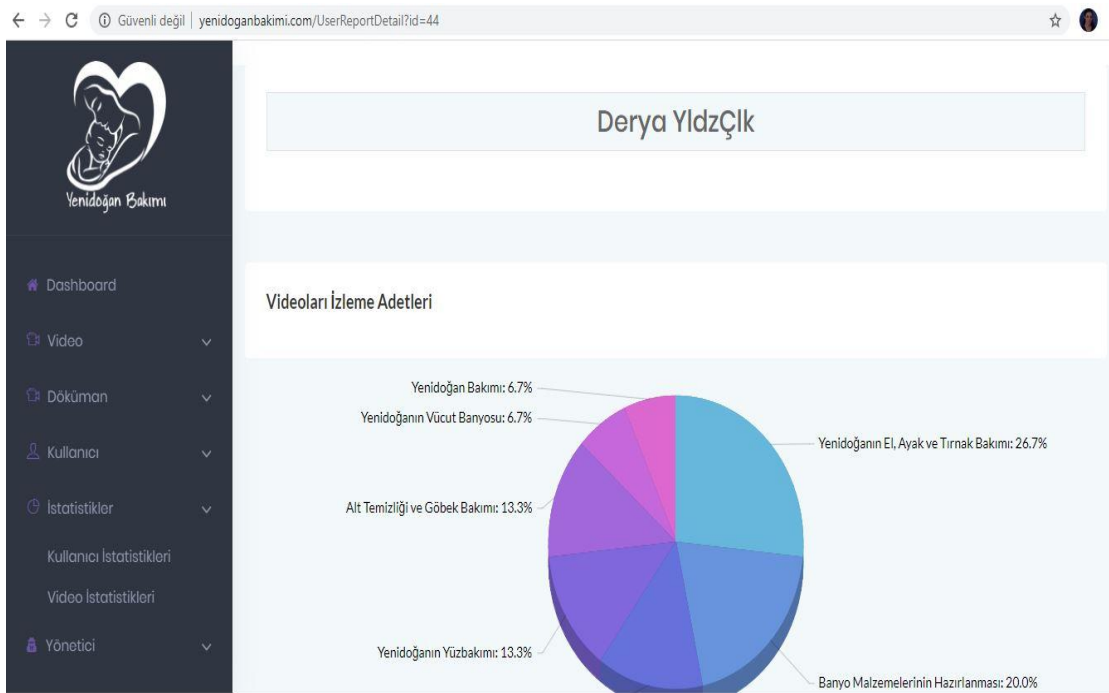 Güvenli değil | yenidoganbakimi.com/UserReportDetail?id=44
Yenidoğan Bakımı
Dashboard
Video
Döküman
Kullanıcı
İstatistikler
Kullanıcı İstatistikleri
Video İstatistikleri
Yönetici
Derya YldzÇlk
Videoları İzleme Adetleri
Yenidoğan Bakımı: 6.7%
Yenidoğanın Vücut Banyosu: 6.7%
Yenidoğanın El, Ayak ve Tırnak Bakımı: 26.7%
Alt Temizliği ve Göbek Bakımı: 13.3%
Yenidoğanın Yüzbakımı: 13.3%
Banyo Malzemelerinin Hazırlanması: 20.0%